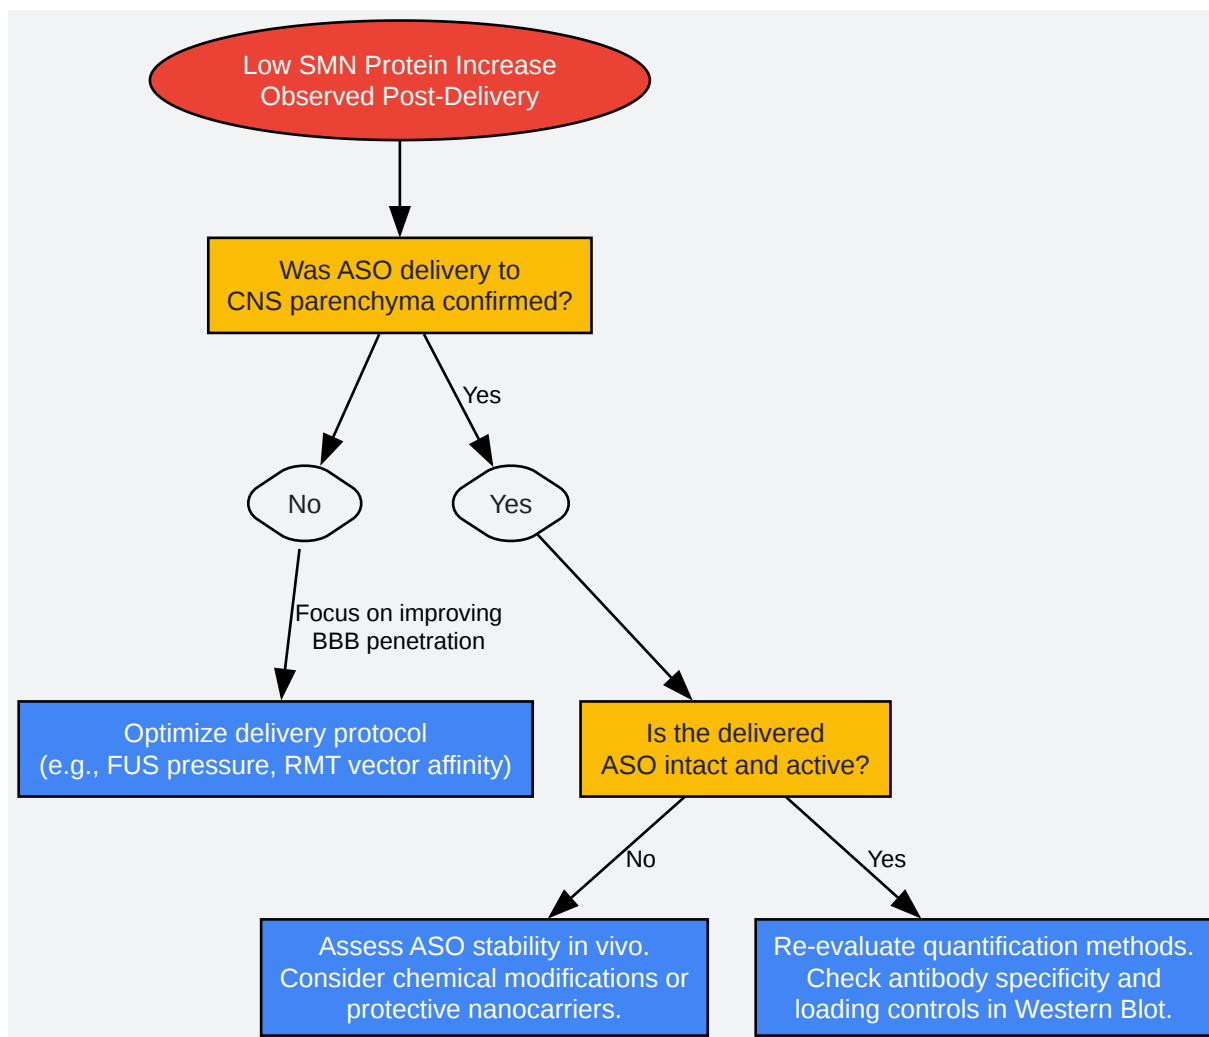 Low SMN Protein Increase
Observed Post-Delivery
Was ASO delivery to
CNS parenchyma confirmed?
Yes
No
Yes
Focus on improving
BBB penetration
Optimize delivery protocol
(e.g., FUS pressure, RMT vector affinity)
Is the delivered
ASO intact and active?
No
Yes
Assess ASO stability in vivo.
Consider chemical modifications or
protective nanocarriers.
Re-evaluate quantification methods.
Check antibody specificity and
loading controls in Western Blot.